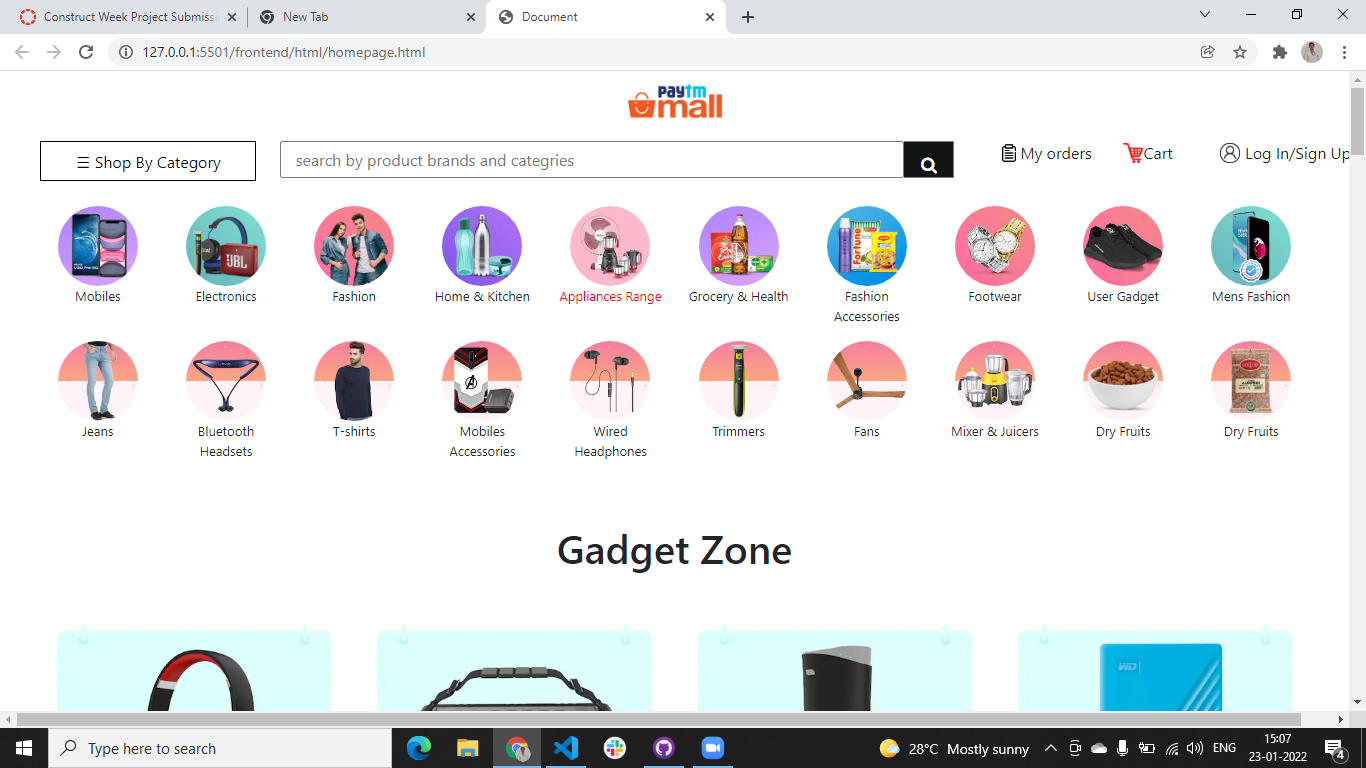 Construct Week Project Submissi
New Tab
Document
127.0.0.1:5501/frontend/html/homepage.html
paytm
mall
☰ Shop By Category
search by product brands and categries
My orders
Cart
Log In/Sign Up
Mobiles
Electronics
Fashion
Home & Kitchen
Appliances Range
Grocery & Health
Fashion
Accessories
Footwear
User Gadget
Mens Fashion
JBL
Fortune
Jeans
Bluetooth
Headsets
T-shirts
Mobiles
Accessories
Wired
Headphones
Trimmers
Fans
Mixer & Juicers
Dry Fruits
Dry Fruits
Gadget Zone
WD
Type here to search
28°C Mostly sunny
ENG
15:07
23-01-2022
4